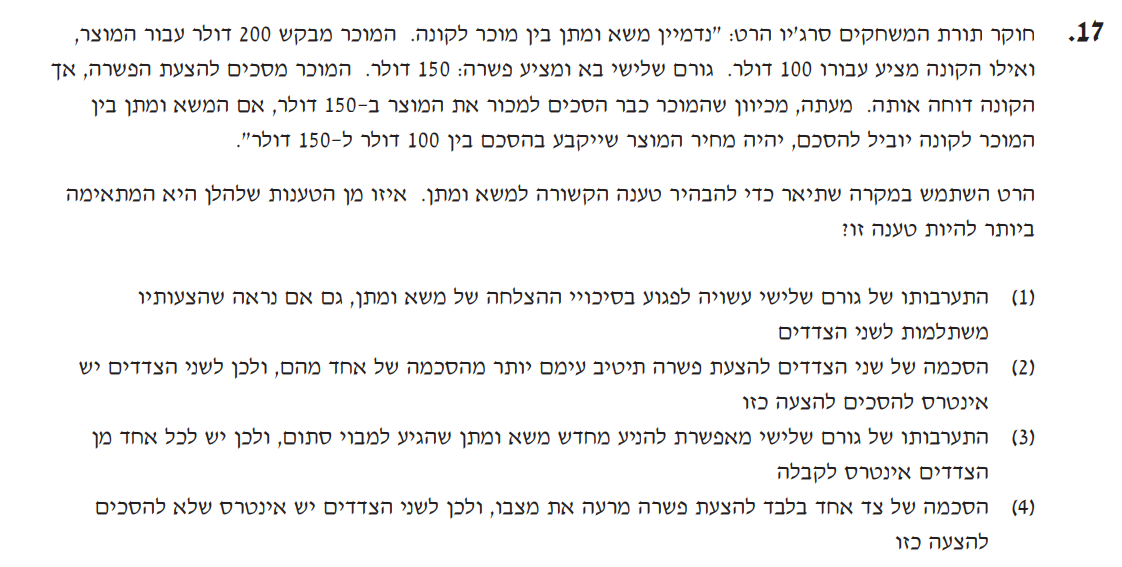 17. חוקר תורת המשחקים סרג'יו הרט: "נדמיין משא ומתן בין מוכר לקונה. המוכר מבקש 200 דולר עבור המוצר,
ואילו הקונה מציע עבורו 100 דולר. גורם שלישי בא ומציע פשרה: 150 דולר. המוכר מסכים להצעת הפשרה, אך
הקונה דוחה אותה. מעתה, מכיוון שהמוכר כבר הסכים למכור את המוצר ב-150 דולר, אם המשא ומתן בין
המוכר לקונה יוביל להסכם, יהיה מחיר המוצר שייקבע בהסכם בין 100 דולר ל-150 דולר".
הרט השתמש במקרה שתיאר כדי להבהיר טענה הקשורה למשא ומתן. איזו מן הטענות שלהלן היא המתאימה
ביותר להיות טענה זו?
(1) התערבותו של גורם שלישי עשויה לפגוע בסיכויי ההצלחה של משא ומתן, גם אם נראה שהצעותיו
משתלמות לשני הצדדים
(2) הסכמה של שני הצדדים להצעת פשרה תיטיב עימם יותר מהסכמה של אחד מהם, ולכן לשני הצדדים יש
אינטרס להסכים להצעה כזו
(3) התערבותו של גורם שלישי מאפשרת להניע מחדש משא ומתן שהגיע למבוי סתום, ולכן יש לכל אחד מן
הצדדים אינטרס לקבלה
(4) הסכמה של צד אחד בלבד להצעת פשרה מרעה את מצבו, ולכן לשני הצדדים יש אינטרס שלא להסכים
להצעה כזו